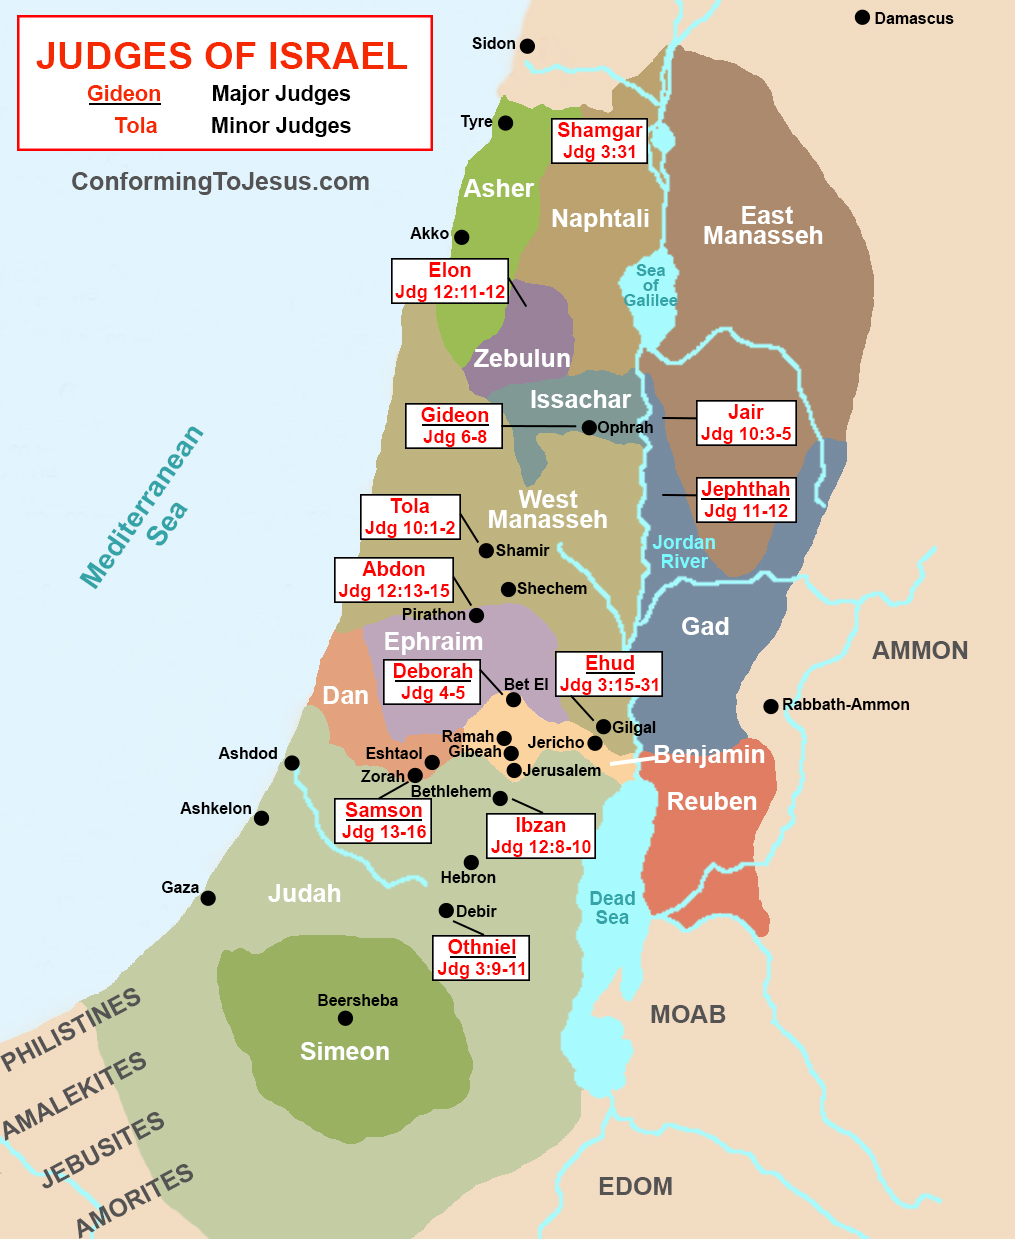 JUDGES OF ISRAEL
Gideon Major Judges
Tola Minor Judges
ConformingToJesus.com
Damascus
Sidon
Tyre
Shamgar
Jdg 3:31
Asher
Naphtali
East
Manasseh
Akko
Elon
Jdg 12:11-12
Sea
of
Galilee
Zebulun
Issachar
Gideon
Jdg 6-8
Ophrah
Jair
Jdg 10:3-5
Mediterranean
Sea
West
Manasseh
Jephthah
Jdg 11-12
Tola
Jdg 10:1-2
Shamir
Jordan
River
Abdon
Jdg 12:13-15
Shechem
Pirathon
Ephraim
Gad
AMMON
Deborah
Jdg 4-5
Bet El
Ehud
Jdg 3:15-31
Dan
Rabbath-Ammon
Gilgal
Ramah
Jericho
Gibeah
Ashdod
Eshtaol
Benjamin
Zorah
Jerusalem
Bethlehem
Reuben
Ashkelon
Samson
Jdg 13-16
Ibzan
Jdg 12:8-10
Hebron
Gaza
Judah
Debir
Dead
Sea
Othniel
Jdg 3:9-11
Beersheba
Simeon
MOAB
PHILISTINES
AMALEKITES
JEBUSITES
AMORITES
EDOM